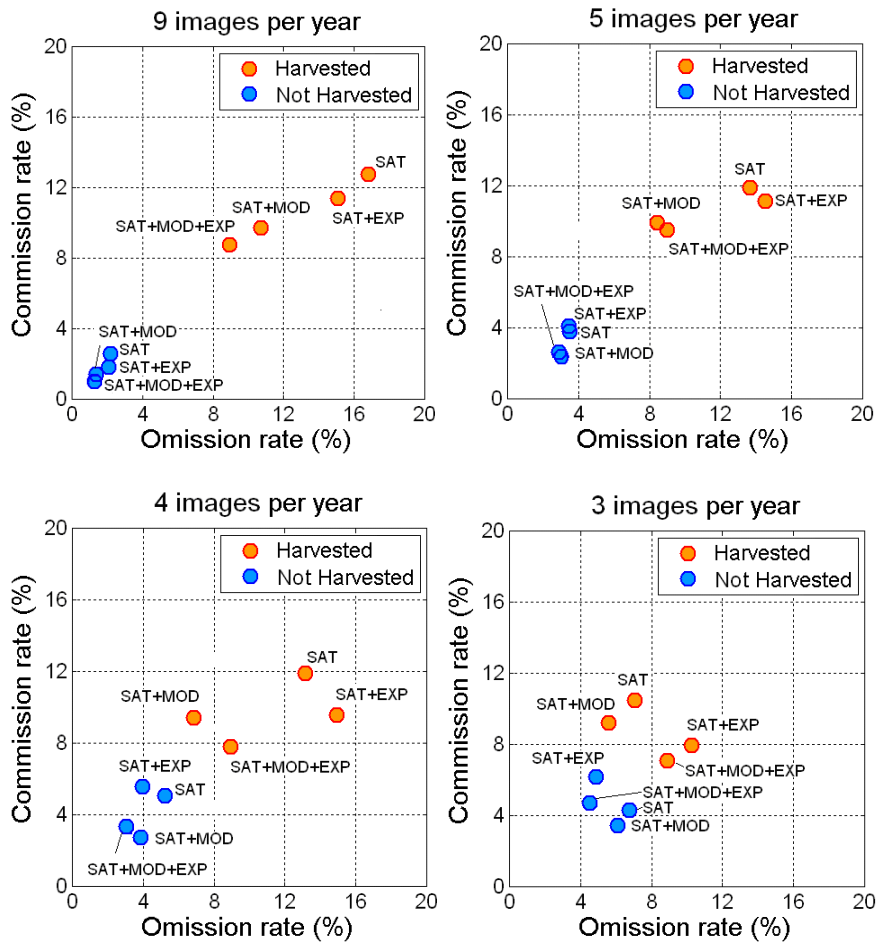 9 images per year
20
16
12
8
4
0
Commission rate (%)
Harvested
Not Harvested
SAT
SAT+EXP
SAT+MOD
SAT+MOD+EXP
SAT+MOD
SAT
SAT+EXP
SAT+MOD+EXP
0 4 8 12 16 20
Omission rate (%)
5 images per year
20
16
12
8
4
0
Commission rate (%)
Harvested
Not Harvested
SAT
SAT+EXP
SAT+MOD
SAT+MOD+EXP
SAT+MOD+EXP
SAT+EXP
SAT
SAT+MOD
0 4 8 12 16 20
Omission rate (%)
4 images per year
20
16
12
8
4
0
Commission rate (%)
Harvested
Not Harvested
SAT
SAT+MOD
SAT+EXP
SAT+MOD+EXP
SAT+EXP
SAT
SAT+MOD
SAT+MOD+EXP
0 4 8 12 16 20
Omission rate (%)
3 images per year
20
16
12
8
4
0
Commission rate (%)
Harvested
Not Harvested
SAT
SAT+MOD
SAT+EXP
SAT+EXP
SAT+MOD+EXP
SAT+MOD+EXP
SAT
SAT+MOD
0 4 8 12 16 20
Omission rate (%)